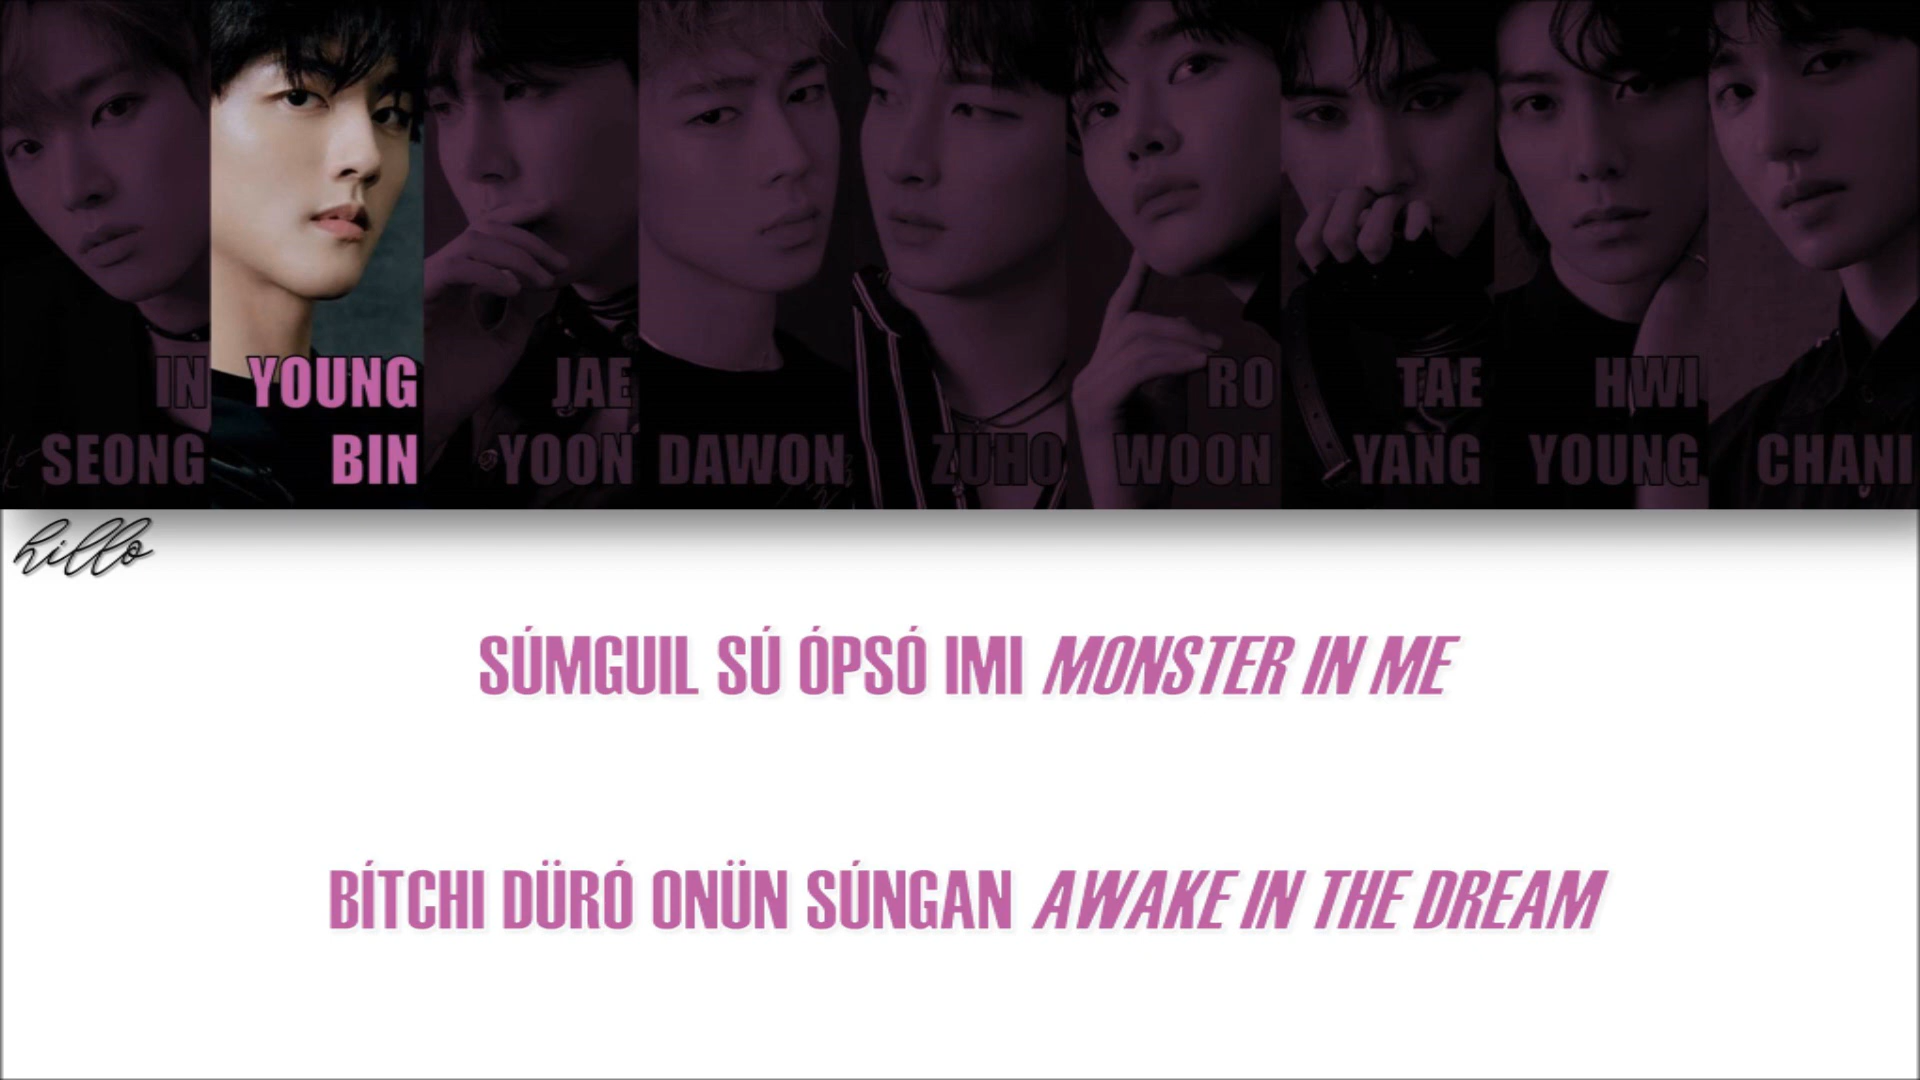 IN SEONG
YOUNG BIN
JAE YOON
DAWON
ZUHO
RO WOON
TAE YANG
HWI YOUNG
CHANI
hillo
SÚMGUIL SÚ ÓPSÓ IMI MONSTER IN ME
BÍTCHI DÜRÓ ONÜN SÚNGAN AWAKE IN THE DREAM